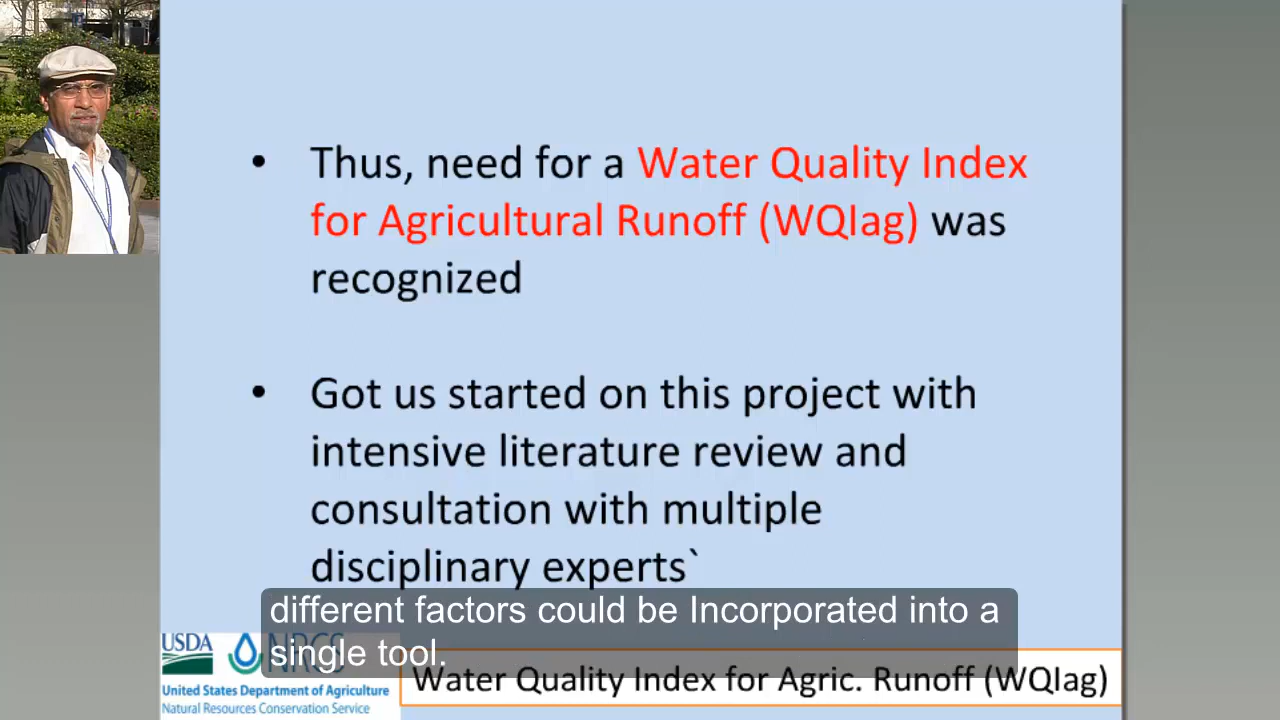 • Thus, need for a Water Quality Index
for Agricultural Runoff (WQIag) was
recognized
• Got us started on this project with
intensive literature review and
consultation with multiple
disciplinary experts`
different factors could be Incorporated into a
single tool.
USDA NRCS
United States Department of Agriculture
Natural Resources Conservation Service
Water Quality Index for Agric. Runoff (WQIag)